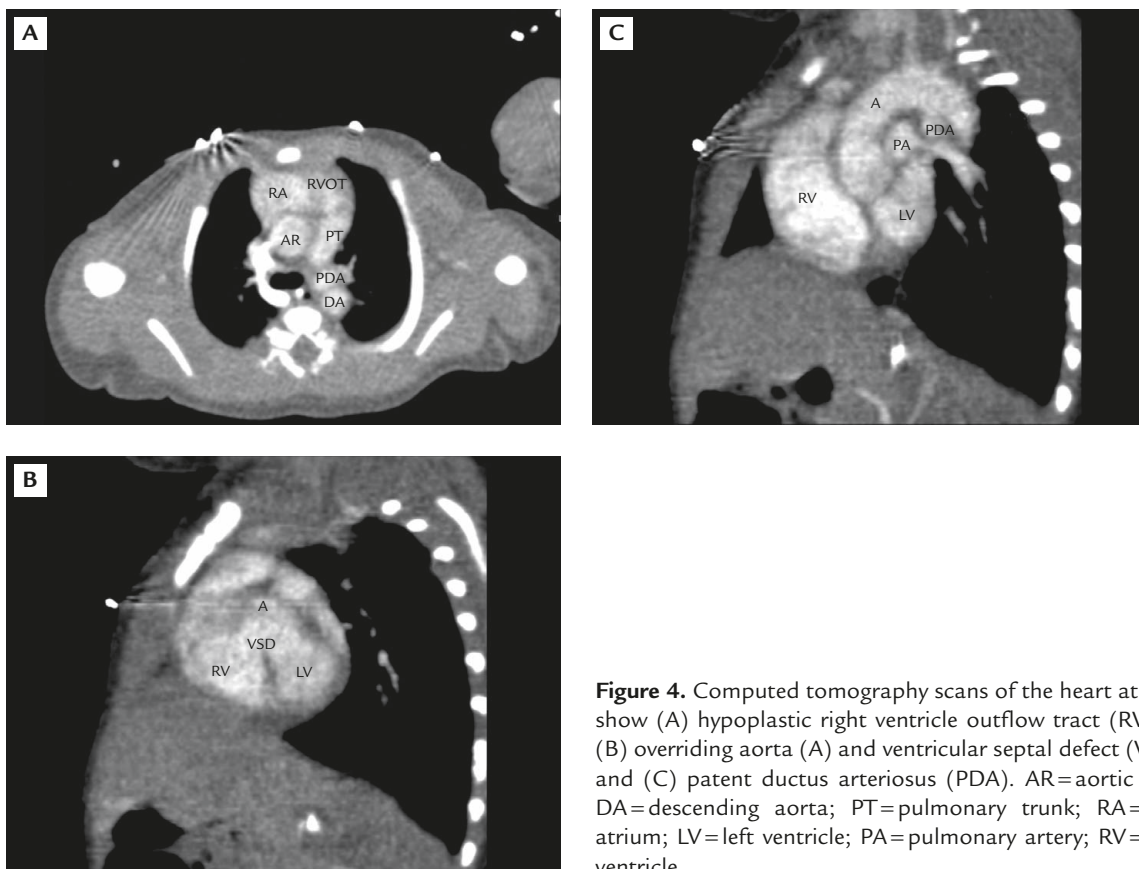 A
RA
RVOT
AR
PT
PDA
DA
C
A
PA
PDA
RV
LV
B
A
VSD
RV
LV
Figure 4. Computed tomography scans of the heart at
show (A) hypoplastic right ventricle outflow tract (RV
(B) overriding aorta (A) and ventricular septal defect (V
and (C) patent ductus arteriosus (PDA). AR=aortic
DA=descending aorta; PT=pulmonary trunk; RA=
atrium; LV=left ventricle; PA=pulmonary artery; RV=
ventricle